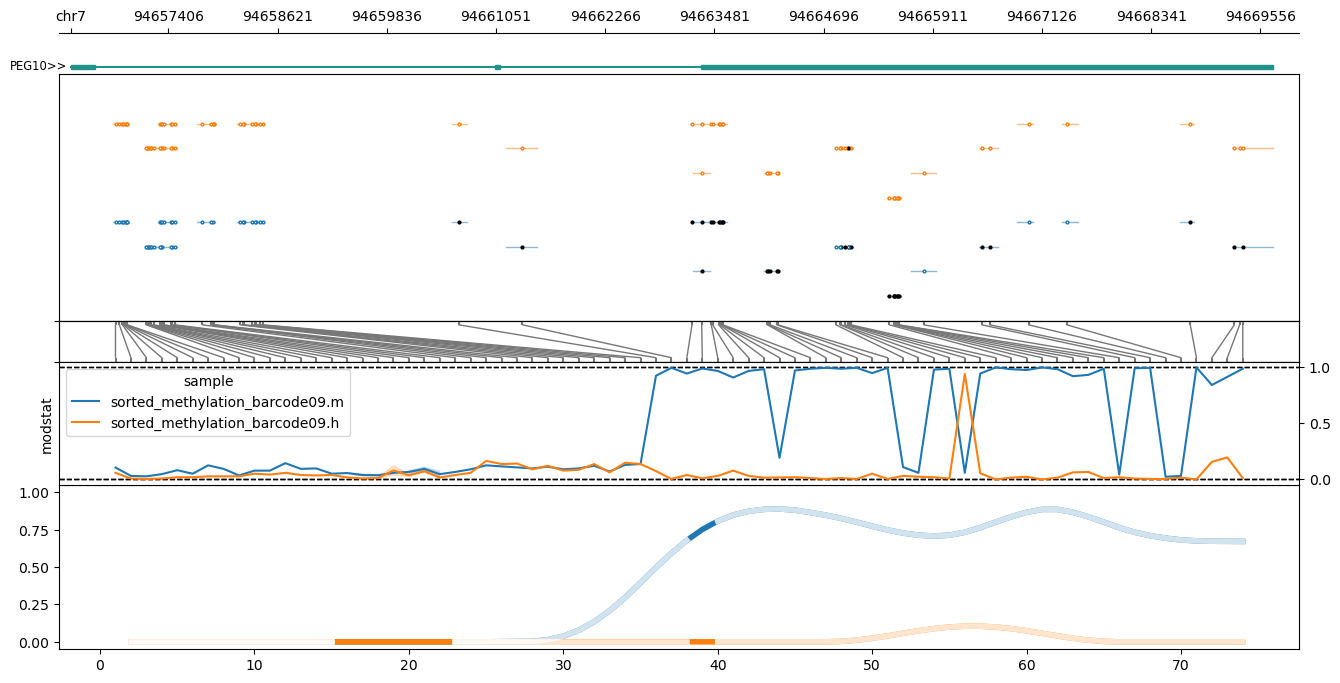 chr7 94657406 94658621 94659836 94661051 94662266 94663481 94664696 94665911 94667126 94668341 94669556
PEG10>>
modstat
sample
sorted_methylation_barcode09.m
sorted_methylation_barcode09.h
1.0
0.5
0.0
1.00
0.75
0.50
0.25
0.00
0 10 20 30 40 50 60 70